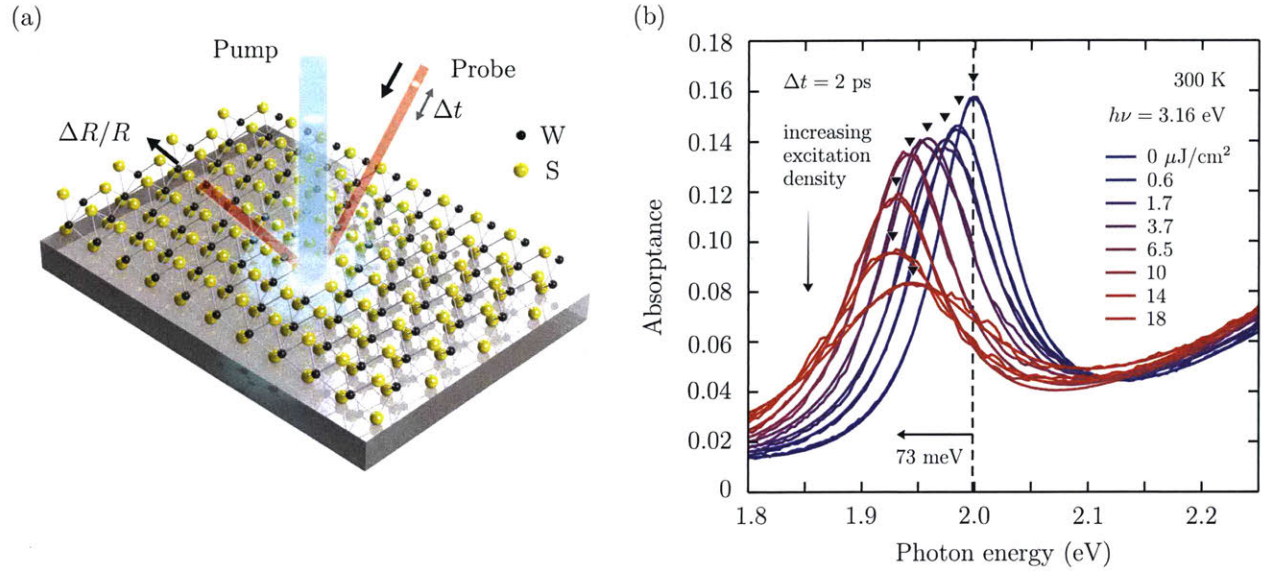 (a)
Pump
Probe
Δt
ΔR/R
W
S
(b)
0.18
0.16
0.14
0.12
0.10
0.08
0.06
0.04
0.02
0
Absorptance
Δt = 2 ps
increasing
excitation
density
300 K
hν = 3.16 eV
0 μJ/cm²
0.6
1.7
3.7
6.5
10
14
18
73 meV
1.8
1.9
2.0
2.1
2.2
Photon energy (eV)